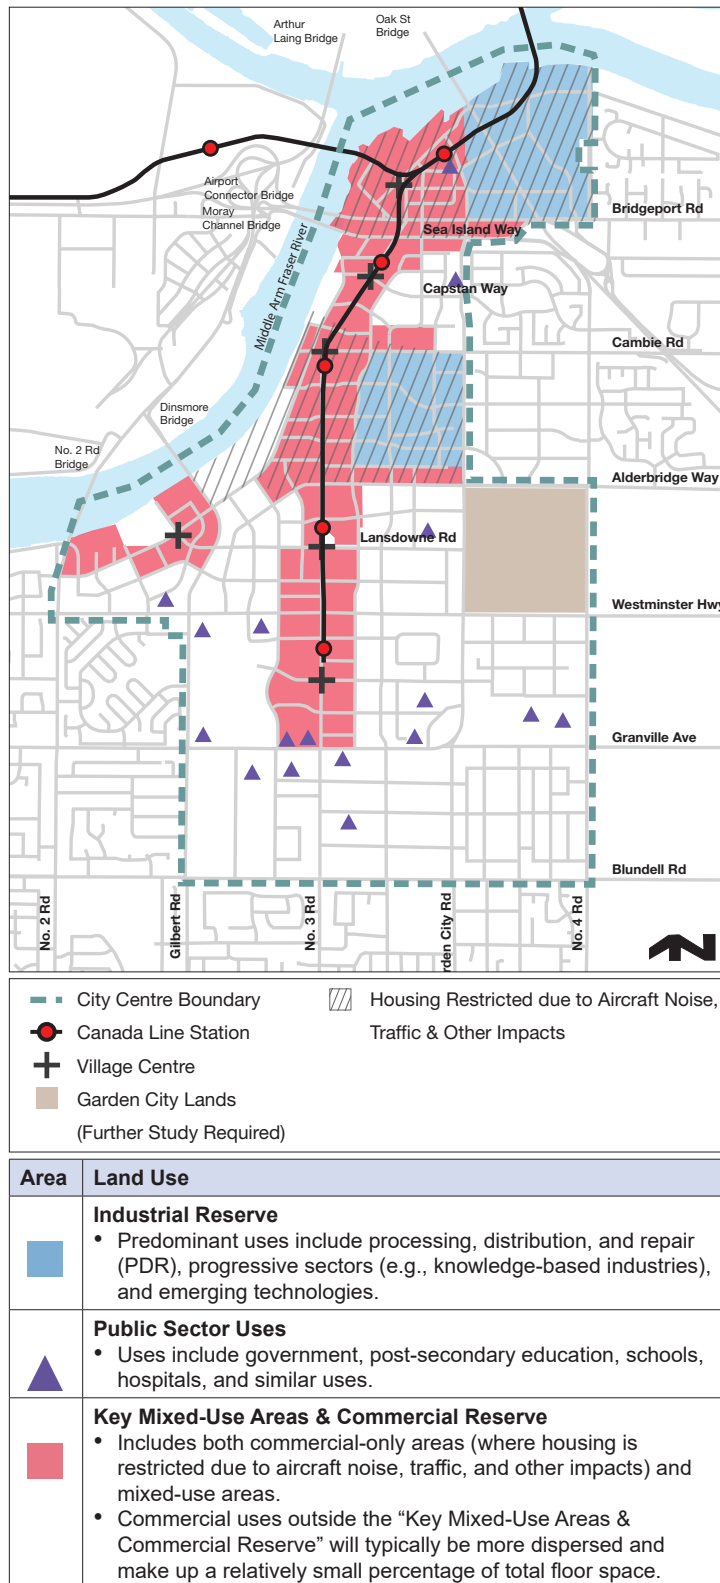 Arthur
Laing Bridge
Oak St
Bridge
Airport
Connector Bridge
Moray
Channel Bridge
Bridgeport Rd
Sea Island Way
Middle Arm Fraser River
Capstan Way
Cambie Rd
Dinsmore
Bridge
No. 2 Rd
Bridge
Alderbridge Way
Lansdowne Rd
Westminster Hwy
Granville Ave
Blundell Rd
No. 2 Rd
Gilbert Rd
No. 3 Rd
rden City Rd
No. 4 Rd
N
City Centre Boundary
Canada Line Station
Village Centre
Garden City Lands
(Further Study Required)
Housing Restricted due to Aircraft Noise,
Traffic & Other Impacts
Area Land Use
Industrial Reserve
• Predominant uses include processing, distribution, and repair
(PDR), progressive sectors (e.g., knowledge-based industries),
and emerging technologies.
Public Sector Uses
• Uses include government, post-secondary education, schools,
hospitals, and similar uses.
Key Mixed-Use Areas & Commercial Reserve
• Includes both commercial-only areas (where housing is
restricted due to aircraft noise, traffic, and other impacts) and
mixed-use areas.
• Commercial uses outside the “Key Mixed-Use Areas &
Commercial Reserve” will typically be more dispersed and
make up a relatively small percentage of total floor space.